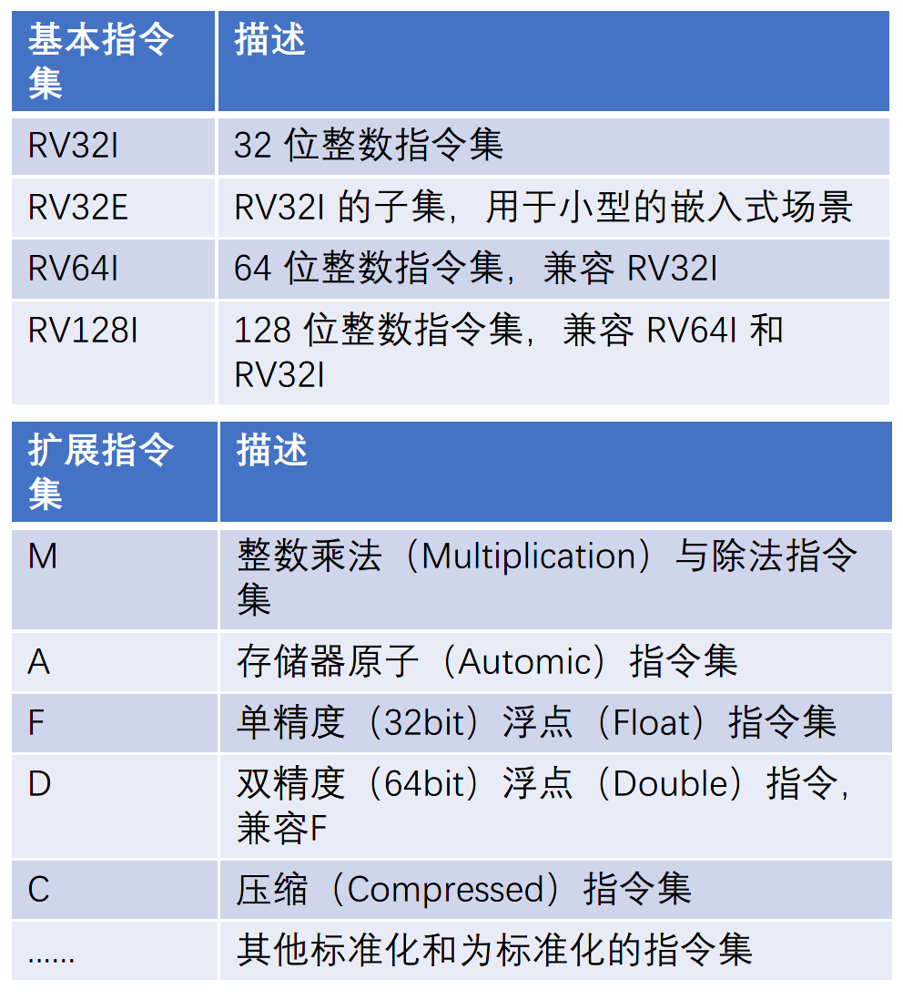 基本指令
集
描述
RV32I
32 位整数指令集
RV32E
RV32I 的子集，用于小型的嵌入式场景
RV64I
64 位整数指令集，兼容 RV32I
RV128I
128 位整数指令集，兼容 RV64I 和
RV32I
扩展指令
集
描述
M
整数乘法（Multiplication）与除法指令
集
A
存储器原子（Automic）指令集
F
单精度（32bit）浮点（Float）指令集
D
双精度（64bit）浮点（Double）指令，
兼容F
C
压缩（Compressed）指令集
……
其他标准化和为标准化的指令集